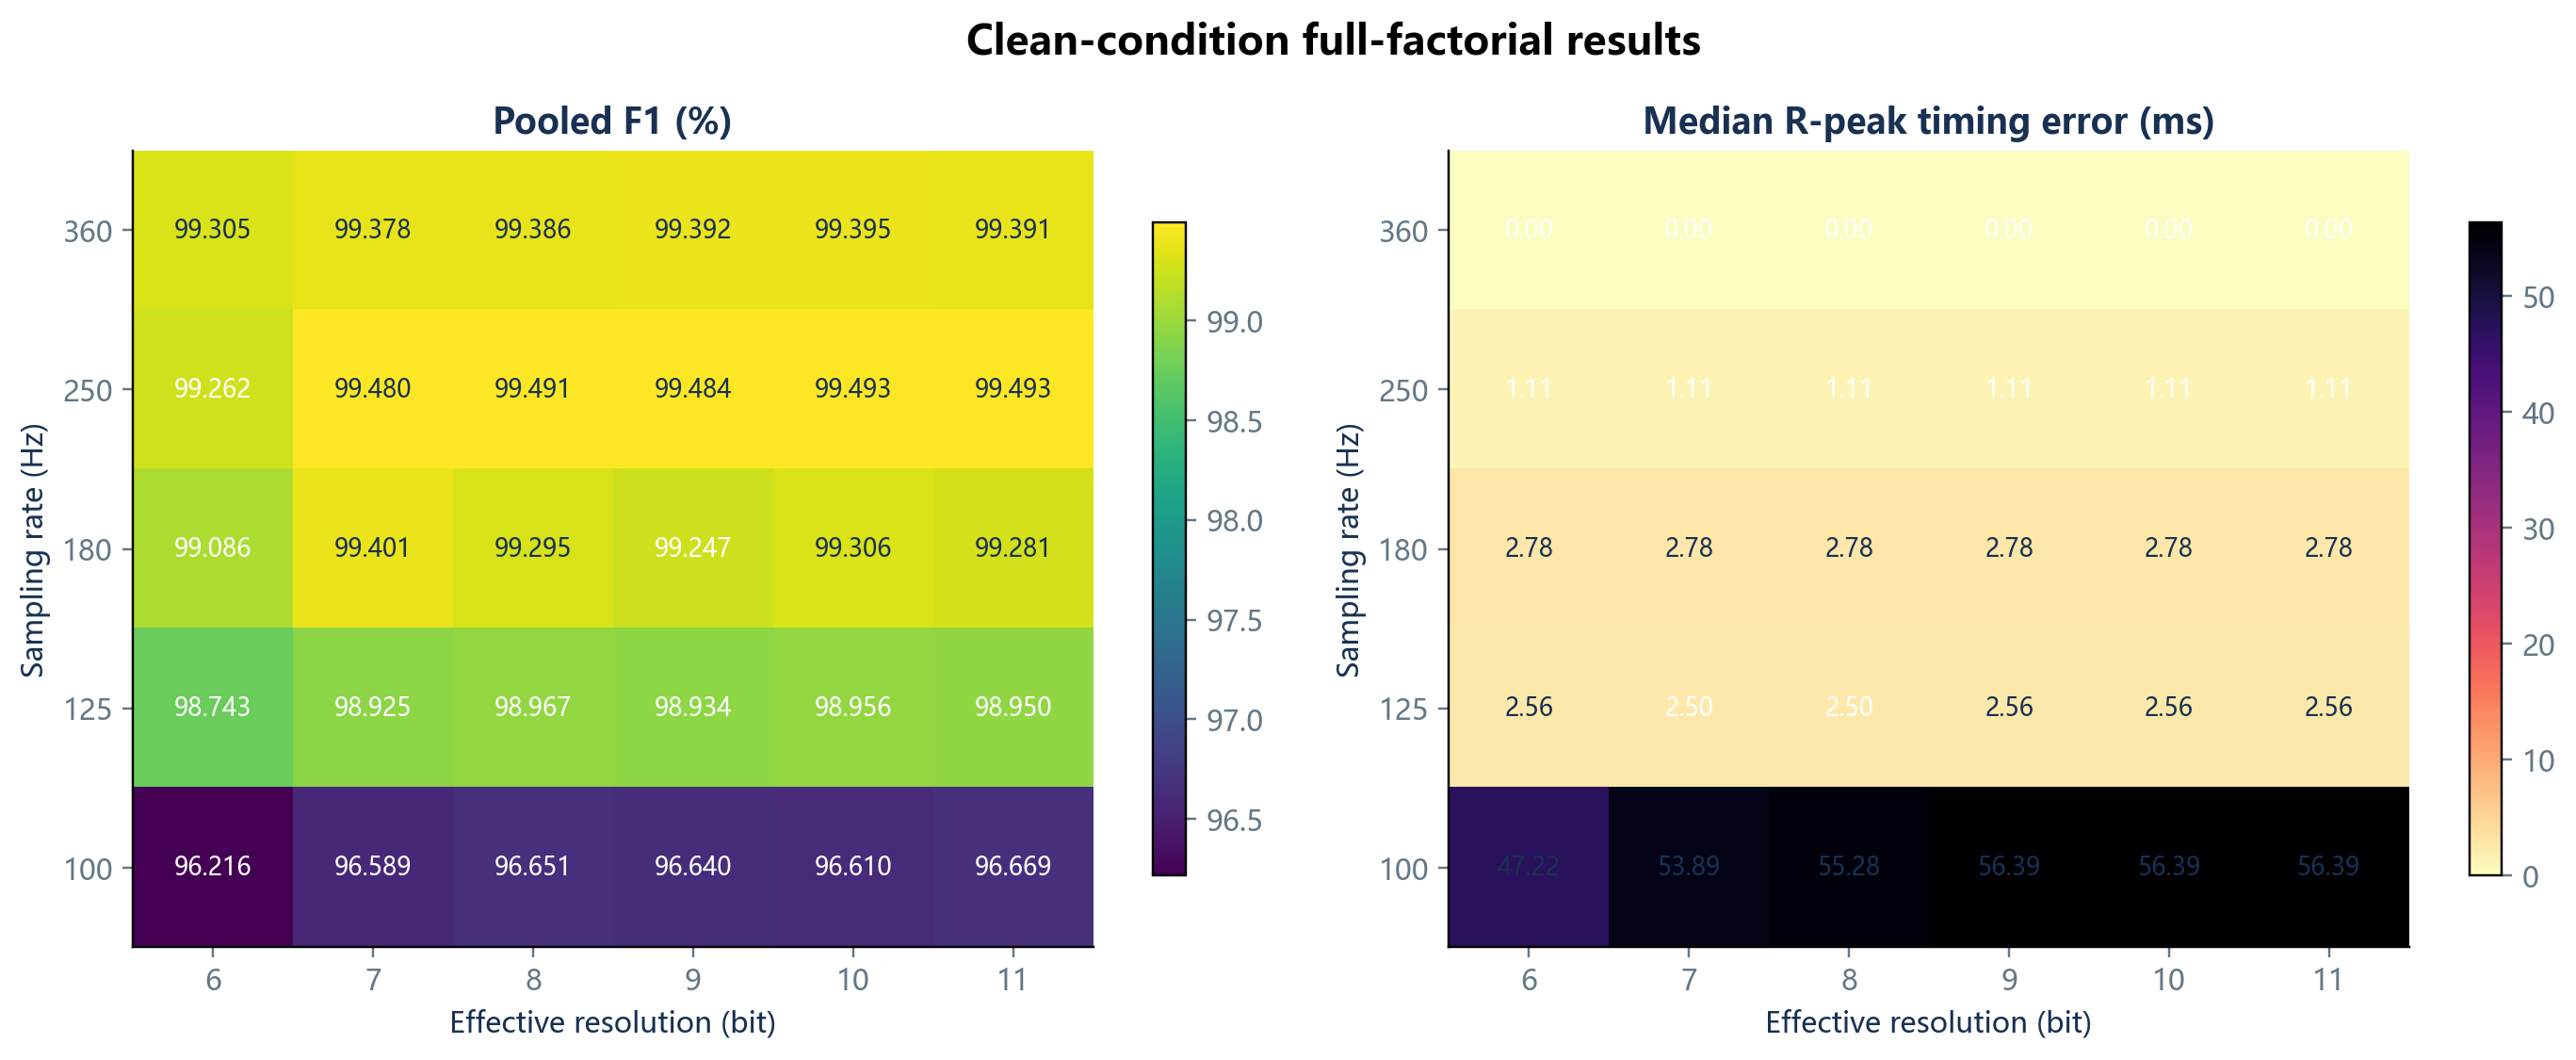 Clean-condition full-factorial results
Pooled F1 (%)
Sampling rate (Hz)
360 99.305 99.378 99.386 99.392 99.395 99.391
250 99.262 99.480 99.491 99.484 99.493 99.493
180 99.086 99.401 99.295 99.247 99.306 99.281
125 98.743 98.925 98.967 98.934 98.956 98.950
100 96.216 96.589 96.651 96.640 96.610 96.669
6 7 8 9 10 11
Effective resolution (bit)
99.0
98.5
98.0
97.5
97.0
96.5
Median R-peak timing error (ms)
Sampling rate (Hz)
360 0.00 0.00 0.00 0.00 0.00 0.00
250 1.11 1.11 1.11 1.11 1.11 1.11
180 2.78 2.78 2.78 2.78 2.78 2.78
125 2.56 2.50 2.50 2.56 2.56 2.56
100 47.22 53.89 55.28 56.39 56.39 56.39
6 7 8 9 10 11
Effective resolution (bit)
50
40
30
20
10
0